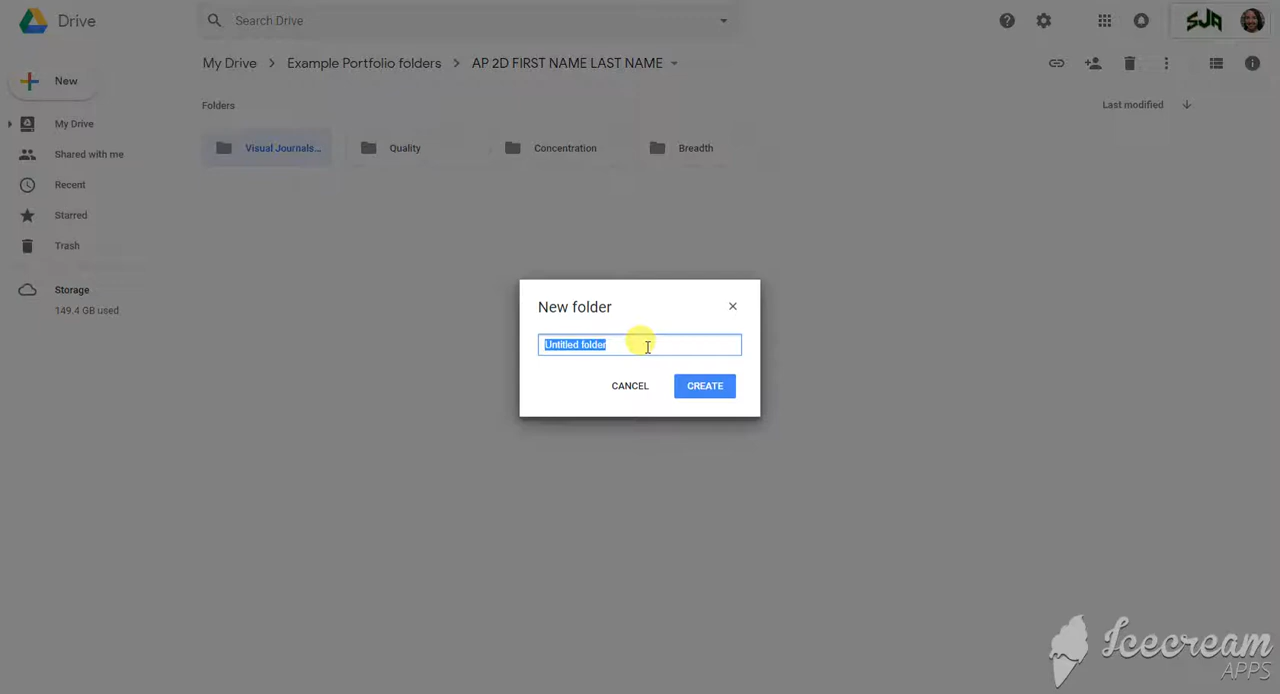 Drive
Search Drive
SJA
My Drive > Example Portfolio folders > AP 2D FIRST NAME LAST NAME
New
Folders
Last modified
My Drive
Shared with me
Recent
Starred
Trash
Storage
149.4 GB used
Visual Journals...
Quality
Concentration
Breadth
New folder
Untitled folder
CANCEL
CREATE
Icecream
APPS